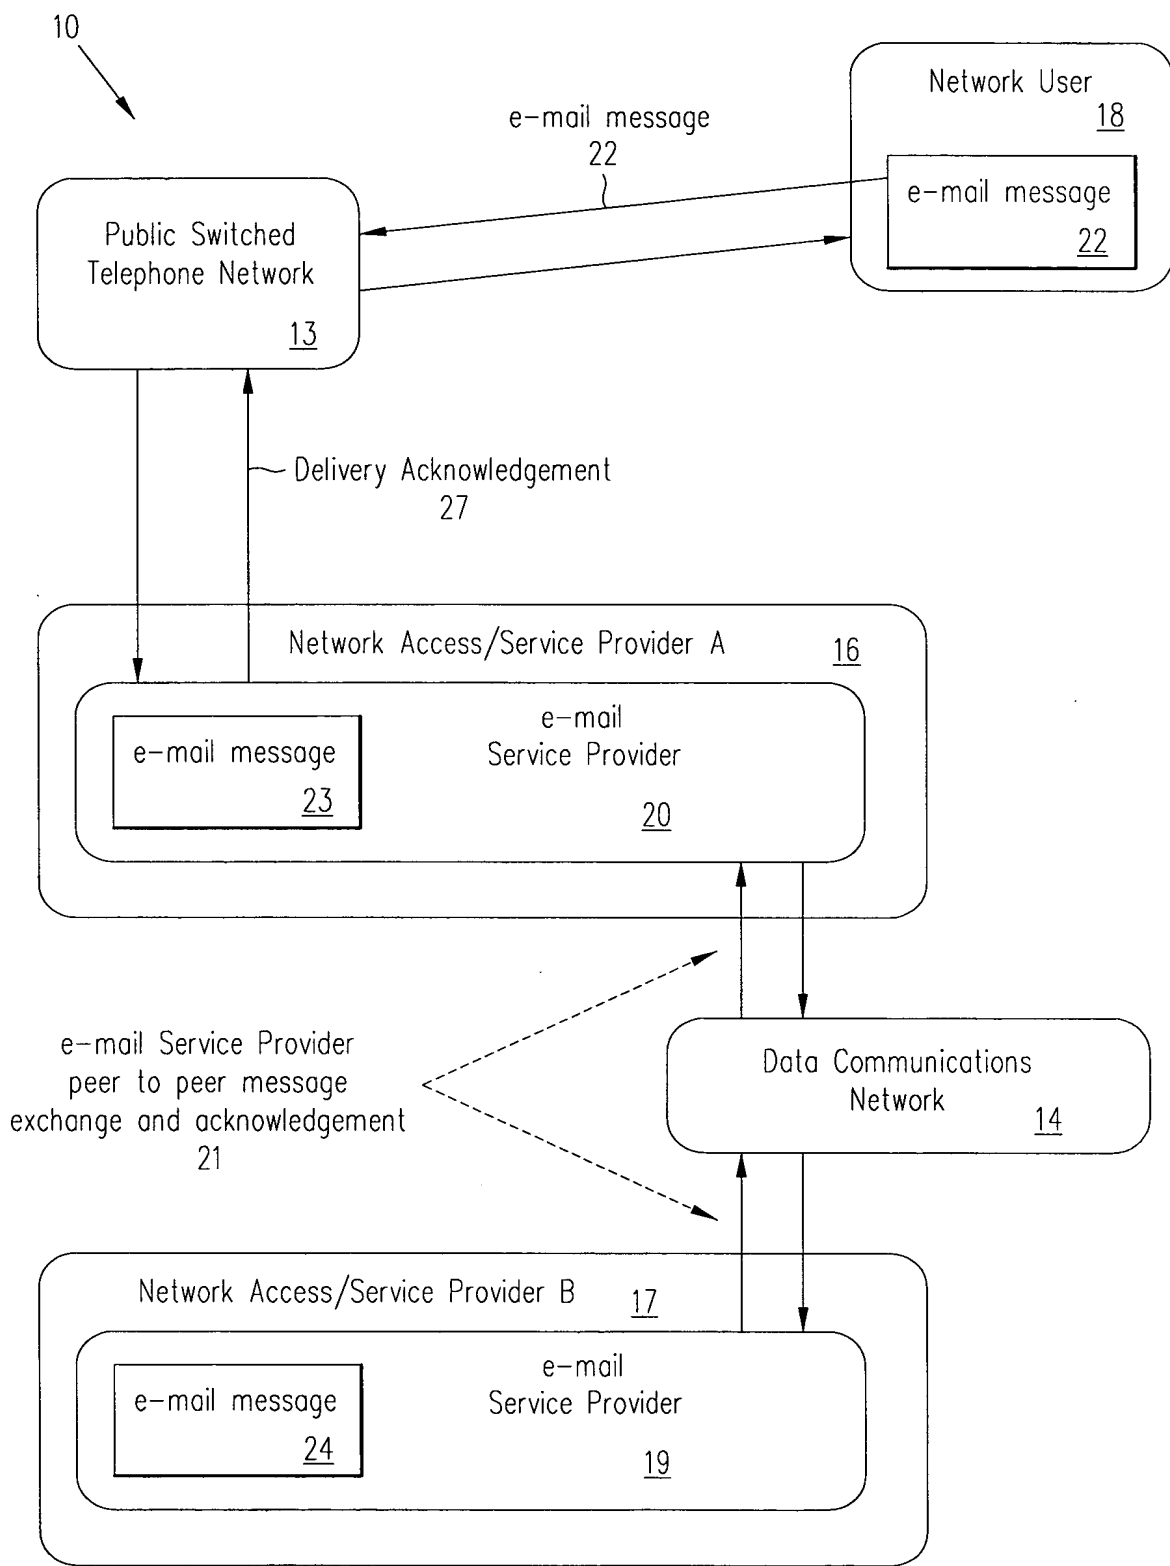 10
Network User
18
e-mail message
22
e-mail message
22
Public Switched
Telephone Network
13
Delivery Acknowledgement
27
Network Access/Service Provider A
16
e-mail message
23
e-mail
Service Provider
20
e-mail Service Provider
peer to peer message
exchange and acknowledgement
21
Data Communications
Network
14
Network Access/Service Provider B
17
e-mail message
24
e-mail
Service Provider
19